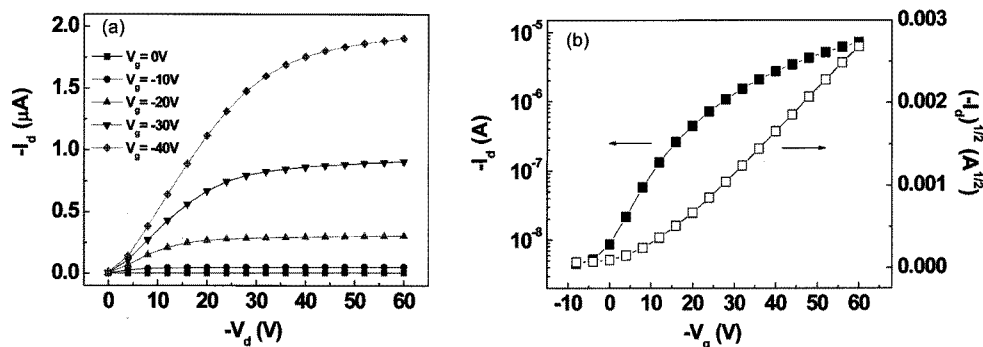 (a)
2.0
1.5
1.0
0.5
0.0
-I_d (μA)
V_g= 0V
V_g= -10V
V_g= -20V
V_g= -30V
V_g= -40V
0 10 20 30 40 50 60
-V_d (V)
(b)
10^-5
10^-6
10^-7
10^-8
-I_d (A)
0.003
0.002
0.001
0.000
(-I_d)^1/2 (A^1/2)
-10 0 10 20 30 40 50 60
-V_g (V)